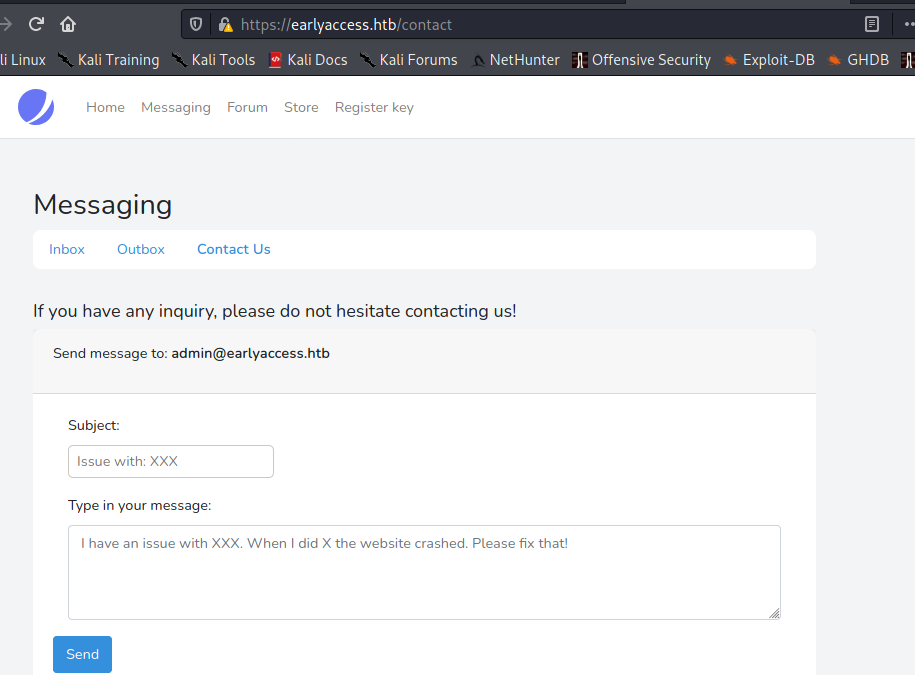 https://earlyaccess.htb/contact
li Linux Kali Training Kali Tools Kali Docs Kali Forums NetHunter Offensive Security Exploit-DB GHDB
Home Messaging Forum Store Register key
Messaging
Inbox Outbox Contact Us
If you have any inquiry, please do not hesitate contacting us!
Send message to: admin@earlyaccess.htb
Subject:
Issue with: XXX
Type in your message:
I have an issue with XXX. When I did X the website crashed. Please fix that!
Send